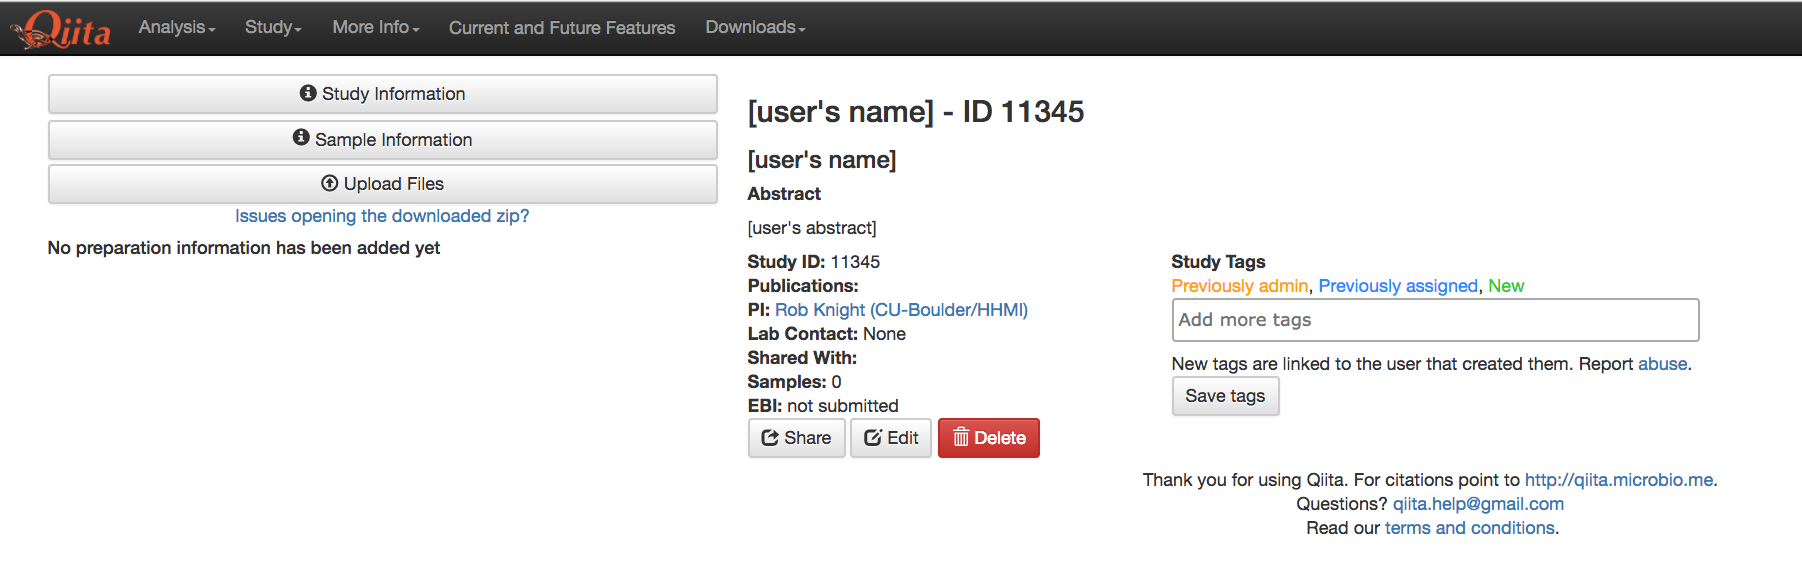 Qiita Analysis Study More Info Current and Future Features Downloads
Study Information
Sample Information
Upload Files
Issues opening the downloaded zip?
No preparation information has been added yet
[user's name] - ID 11345
[user's name]
Abstract
[user's abstract]
Study ID: 11345
Publications:
PI: Rob Knight (CU-Boulder/HHMI)
Lab Contact: None
Shared With:
Samples: 0
EBI: not submitted
Share Edit Delete
Study Tags
Previously admin, Previously assigned, New
Add more tags
New tags are linked to the user that created them. Report abuse.
Save tags
Thank you for using Qiita. For citations point to http://qiita.microbio.me.
Questions? qiita.help@gmail.com
Read our terms and conditions.